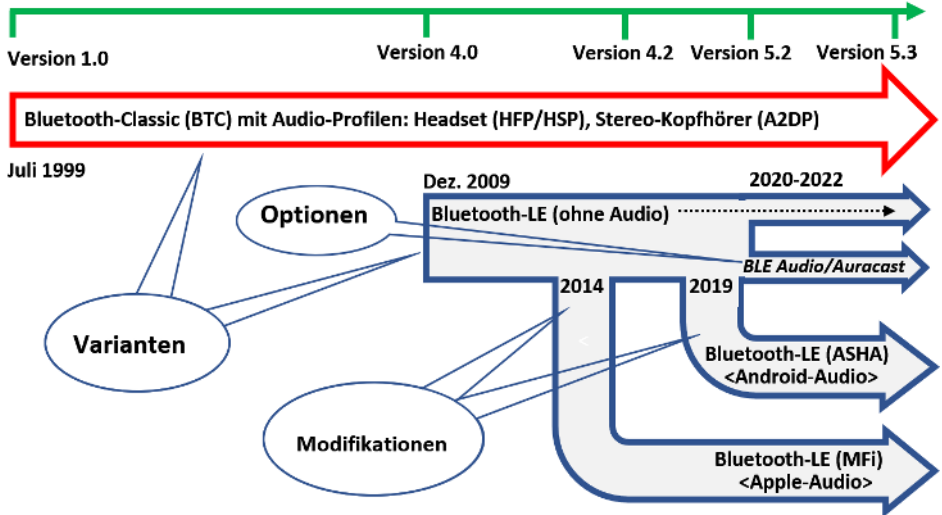 Version 1.0
Version 4.0
Version 4.2
Version 5.2
Version 5.3
Bluetooth-Classic (BTC) mit Audio-Profilen: Headset (HFP/HSP), Stereo-Kopfhörer (A2DP)
Juli 1999
Dez. 2009
2020-2022
Optionen
Bluetooth-LE (ohne Audio)
BLE Audio/Auracast
2014
2019
Varianten
<
Bluetooth-LE (ASHA)
<Android-Audio>
Modifikationen
Bluetooth-LE (MFi)
<Apple-Audio>